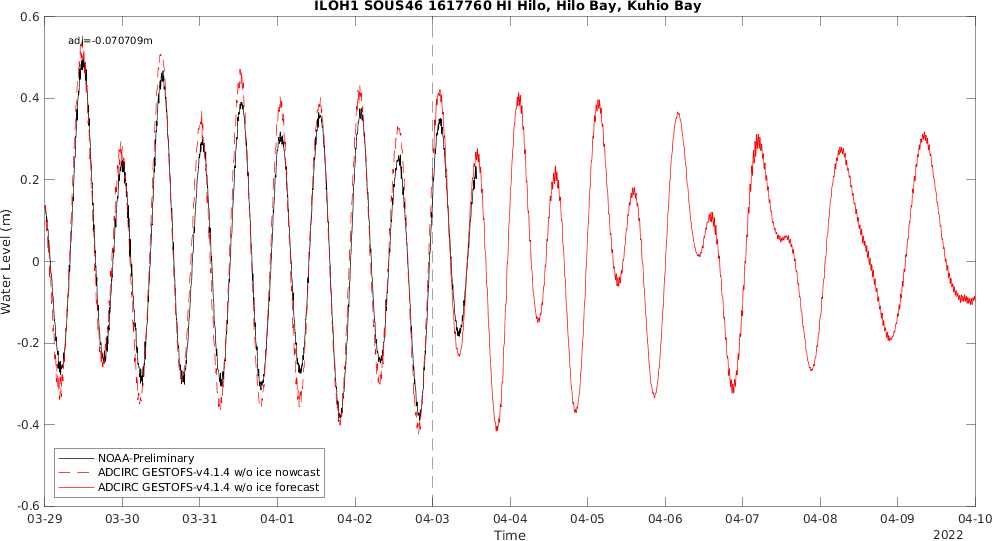 ILOH1 SOUS46 1617760 HI Hilo, Hilo Bay, Kuhio Bay
0.6
adj=-0.070709m
0.4
0.2
0
-0.2
-0.4
-0.6
Water Level (m)
NOAA-Preliminary
ADCIRC GESTOFS-v4.1.4 w/o ice nowcast
ADCIRC GESTOFS-v4.1.4 w/o ice forecast
03-29 03-30 03-31 04-01 04-02 04-03 04-04 04-05 04-06 04-07 04-08 04-09 04-10
Time
2022